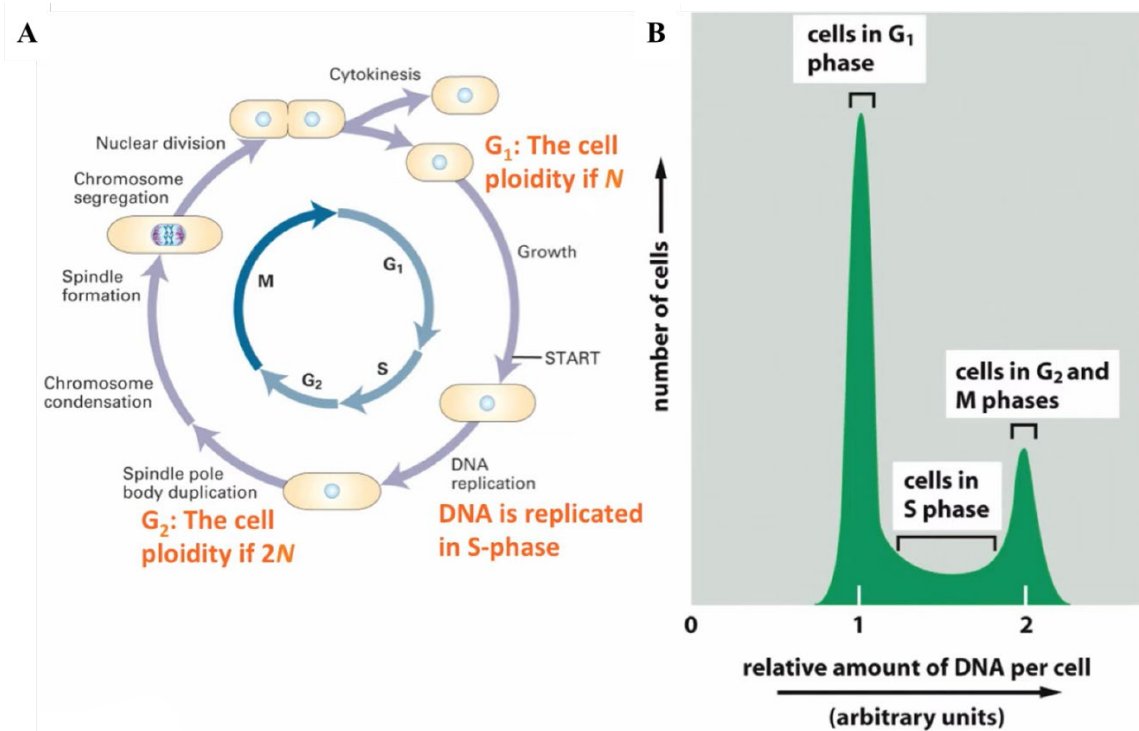 A
Cytokinesis
Nuclear division
G₁: The cell
ploidity if N
Chromosome
segregation
Growth
M
G₁
Spindle
formation
START
S
G₂
Chromosome
condensation
DNA
replication
Spindle pole
body duplication
DNA is replicated
in S-phase
G₂: The cell
ploidity if 2N
B
cells in G₁
phase
number of cells
cells in G₂ and
M phases
cells in
S phase
0
1
2
relative amount of DNA per cell
(arbitrary units)